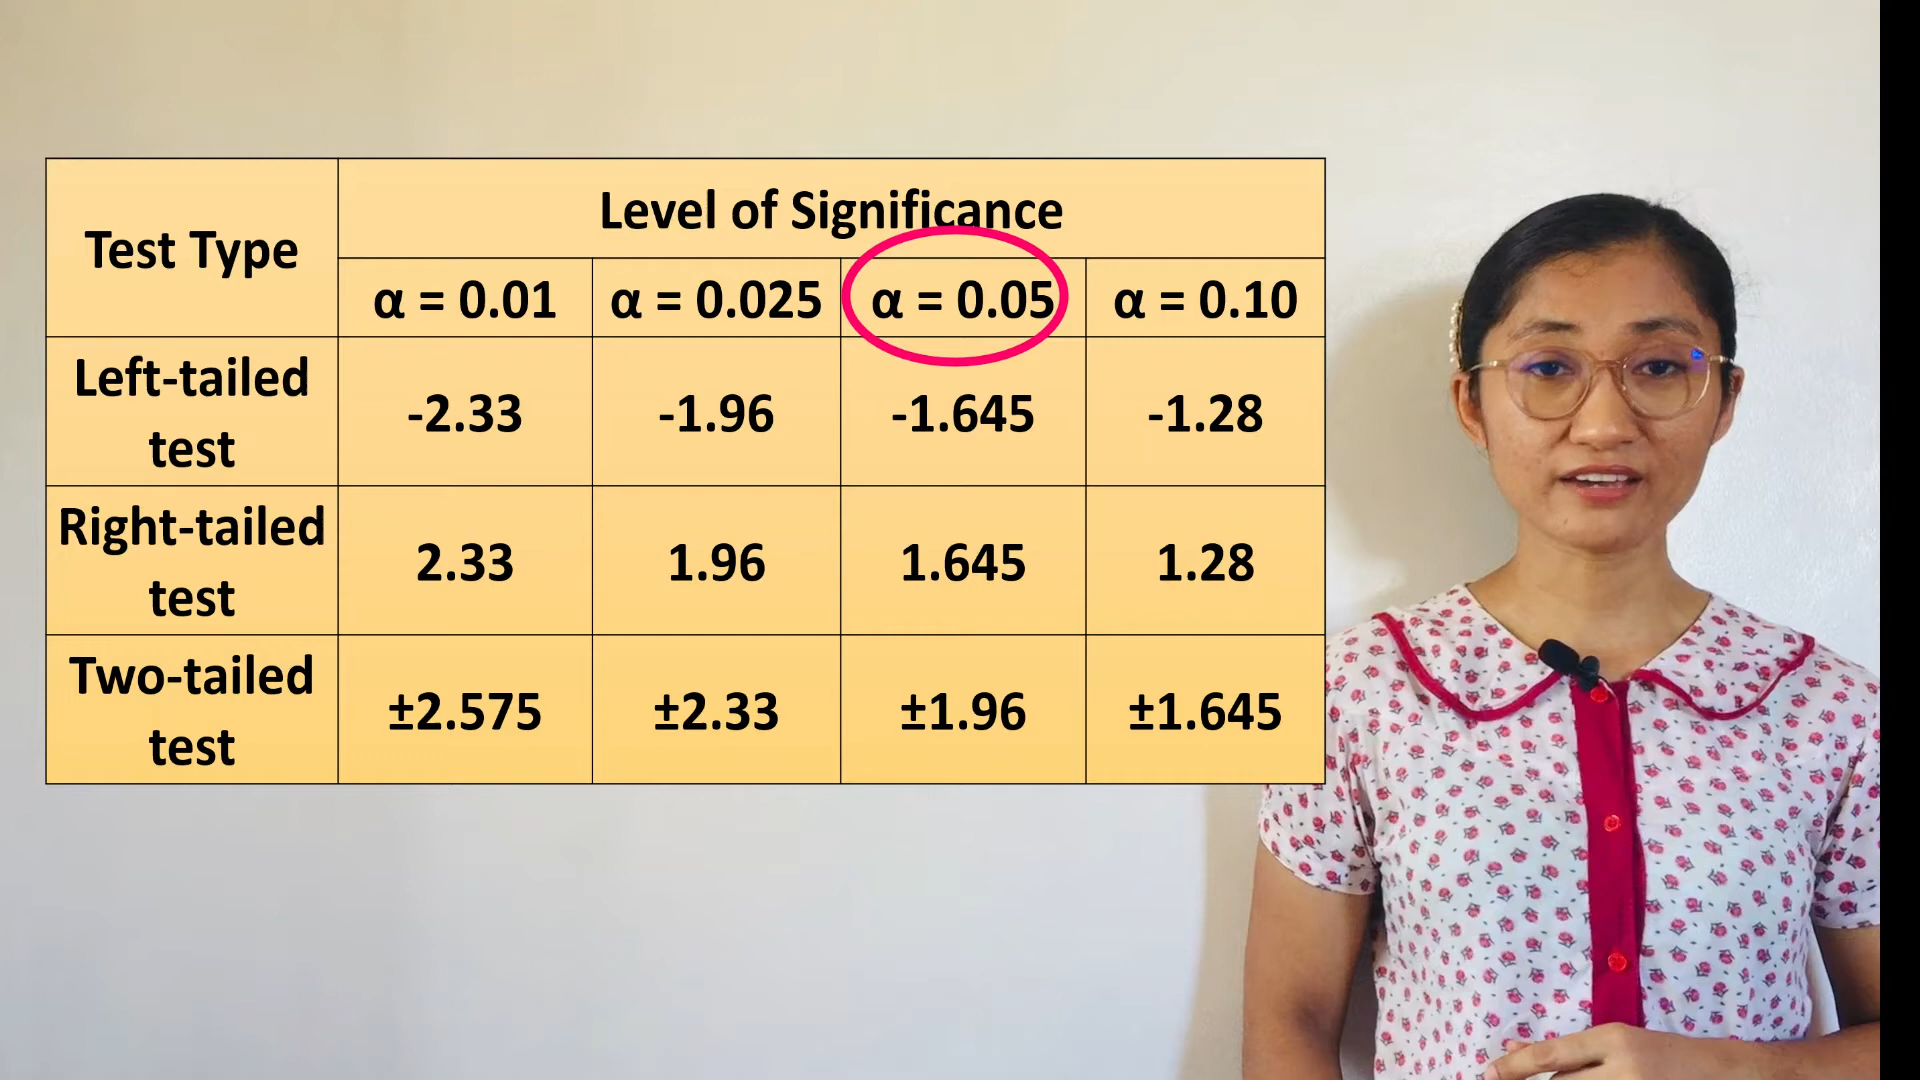 Test Type
Level of Significance
α = 0.01 α = 0.025 α = 0.05 α = 0.10
Left-tailed
test
-2.33 -1.96 -1.645 -1.28
Right-tailed
test
2.33 1.96 1.645 1.28
Two-tailed
test
±2.575 ±2.33 ±1.96 ±1.645